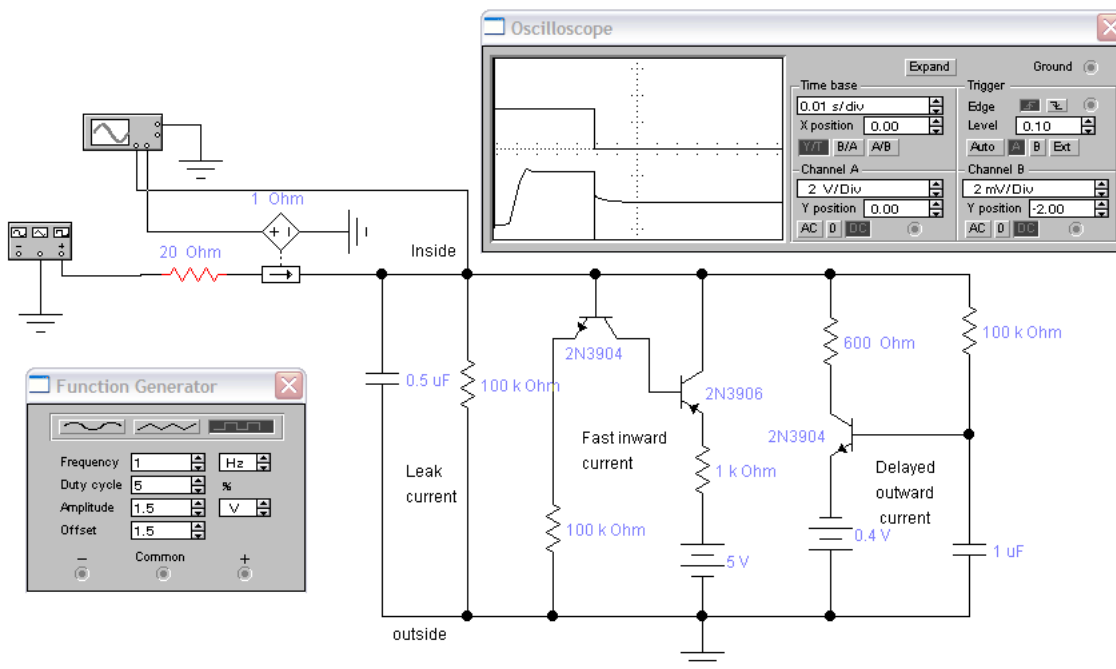 Oscilloscope
Expand
Ground
Time base
0.01 s/div
X position 0.00
Y/T B/A A/B
Trigger
Edge
Level 0.10
Auto A B Ext
Channel A
2 V/Div
Y position 0.00
AC 0 DC
Channel B
2 mV/Div
Y position -2.00
AC 0 DC
1 Ohm
+ -
20 Ohm
- +
Inside
0.5 uF
100 k Ohm
Leak
current
2N3904
100 k Ohm
Fast inward
current
2N3906
1 k Ohm
5 V
600 Ohm
2N3904
0.4 V
Delayed
outward
current
100 k Ohm
1 uF
outside
Function Generator
Frequency 1 Hz
Duty cycle 5 %
Amplitude 1.5 V
Offset 1.5
- Common +